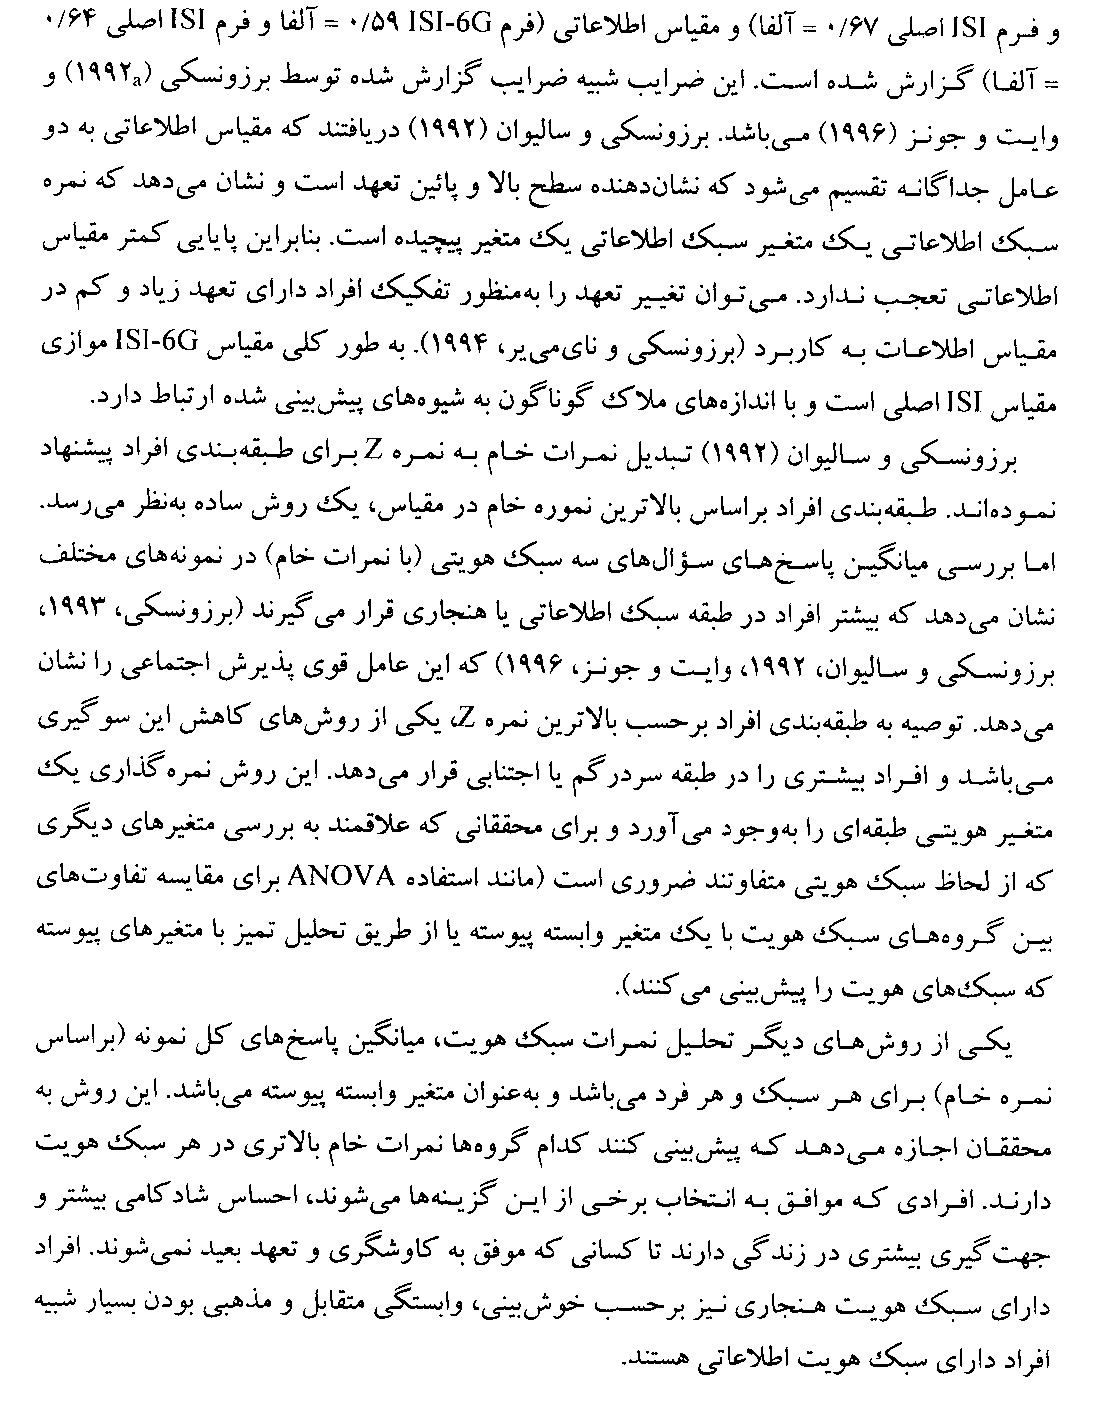 و فرم ISI اصلی ۰/۶۷ = آلفا) و مقیاس اطلاعاتی (فرم ISI-6G ۰/۵۹ = آلفا و فرم ISI اصلی ۰/۶۴
= آلفا) گزارش شده است. این ضرایب شبیه ضرایب گزارش شده توسط برزونسکی (۱۹۹۲a) و
وایت و جونز (۱۹۹۶) می‌باشد. برزونسکی و سالیوان (۱۹۹۲) دریافتند که مقیاس اطلاعاتی به دو
عامل جداگانه تقسیم می‌شود که نشان‌دهنده سطح بالا و پائین تعهد است و نشان می‌دهد که نمره
سبک اطلاعاتی یک متغیر سبک اطلاعاتی یک متغیر پیچیده است. بنابراین پایایی کمتر مقیاس
اطلاعاتی تعجب ندارد. می‌توان تغییر تعهد را به‌منظور تفکیک افراد دارای تعهد زیاد و کم در
مقیاس اطلاعات به کاربرد (برزونسکی و نای‌می‌یر، ۱۹۹۴). به طور کلی مقیاس ISI-6G موازی
مقیاس ISI اصلی است و با اندازه‌های ملاک گوناگون به شیوه‌های پیش‌بینی شده ارتباط دارد.
برزونسکی و سالیوان (۱۹۹۲) تبدیل نمرات خام به نمره Z برای طبقه‌بندی افراد پیشنهاد
نموده‌اند. طبقه‌بندی افراد براساس بالاترین نموره خام در مقیاس، یک روش ساده به‌نظر می‌رسد.
اما بررسی میانگین پاسخ‌های سؤال‌های سه سبک هویتی (با نمرات خام) در نمونه‌های مختلف
نشان می‌دهد که بیشتر افراد در طبقه سبک اطلاعاتی یا هنجاری قرار می‌گیرند (برزونسکی، ۱۹۹۳،
برزونسکی و سالیوان، ۱۹۹۲، وایت و جونز، ۱۹۹۶) که این عامل قوی پذیرش اجتماعی را نشان
می‌دهد. توصیه به طبقه‌بندی افراد برحسب بالاترین نمره Z، یکی از روش‌های کاهش این سوگیری
می‌باشد و افراد بیشتری را در طبقه سردرگم یا اجتنابی قرار می‌دهد. این روش نمره‌گذاری یک
متغیر هویتی طبقه‌ای را به‌وجود می‌آورد و برای محققانی که علاقمند به بررسی متغیرهای دیگری
که از لحاظ سبک هویتی متفاوتند ضروری است (مانند استفاده ANOVA برای مقایسه تفاوت‌های
بین گروه‌های سبک هویت با یک متغیر وابسته پیوسته یا از طریق تحلیل تمیز با متغیرهای پیوسته
که سبک‌های هویت را پیش‌بینی می‌کنند).
یکی از روش‌های دیگر تحلیل نمرات سبک هویت، میانگین پاسخ‌های کل نمونه (براساس
نمره خام) برای هر سبک و هر فرد می‌باشد و به‌عنوان متغیر وابسته پیوسته می‌باشد. این روش به
محققان اجازه می‌دهد که پیش‌بینی کنند کدام گروه‌ها نمرات خام بالاتری در هر سبک هویت
دارند. افرادی که موافق به انتخاب برخی از این گزینه‌ها می‌شوند، احساس شادکامی بیشتر و
جهت‌گیری بیشتری در زندگی دارند تا کسانی که موفق به کاوشگری و تعهد بعید نمی‌شوند. افراد
دارای سبک هویت هنجاری نیز برحسب خوش‌بینی، وابستگی متقابل و مذهبی بودن بسیار شبیه
افراد دارای سبک هویت اطلاعاتی هستند.